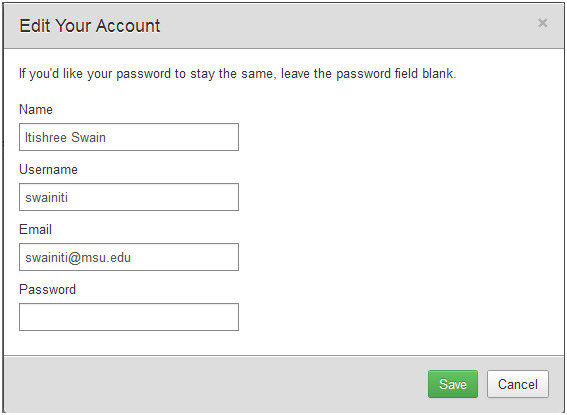 Edit Your Account
×
If you'd like your password to stay the same, leave the password field blank.
Name
Itishree Swain
Username
swainiti
Email
swainiti@msu.edu
Password
Save Cancel